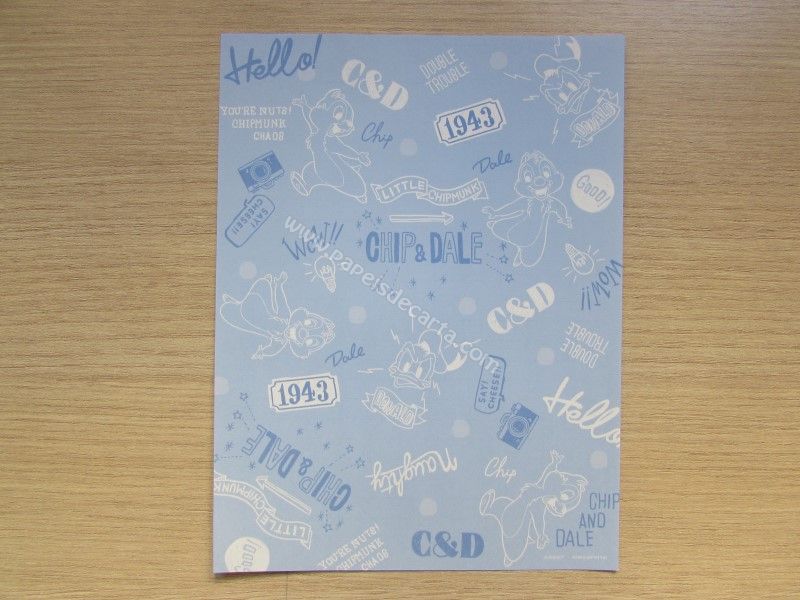 Hello!
C&D
DOUBLE
TROUBLE
DONALD
YOU'RE NUTS!
CHIPMUNK
CHAOS
Chip
1943
Dale
GOOD!
LITTLE CHIPMUNK
SAY!
CHEESE!!
WOW!!
CHIP & DALE
www.papeisdecarta.com
WOW!!
C&D
DOUBLE
TROUBLE
Dale
1943
DONALD
SAY!
CHEESE!!
Hello
CHIP & DALE
Naughty
Chip
LITTLE CHIPMUNK
CHIP
AND
DALE
GOOD!
YOU'RE NUTS!
CHIPMUNK
CHAOS
C&D